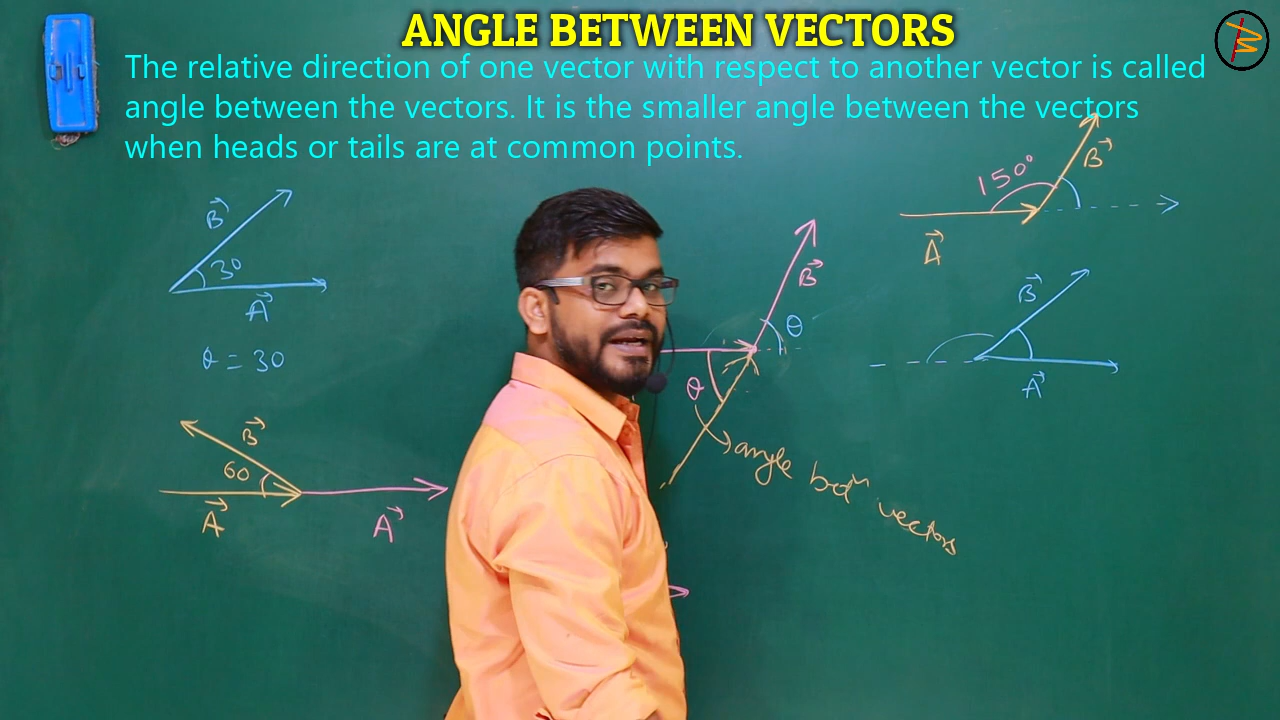 ANGLE BETWEEN VECTORS
The relative direction of one vector with respect to another vector is called
angle between the vectors. It is the smaller angle between the vectors
when heads or tails are at common points.
B⃗
30
A⃗
θ = 30
B⃗
60
A⃗
A⃗
B⃗
θ
θ
angle betⁿ vectors
150°
B⃗
A⃗
B⃗
A⃗